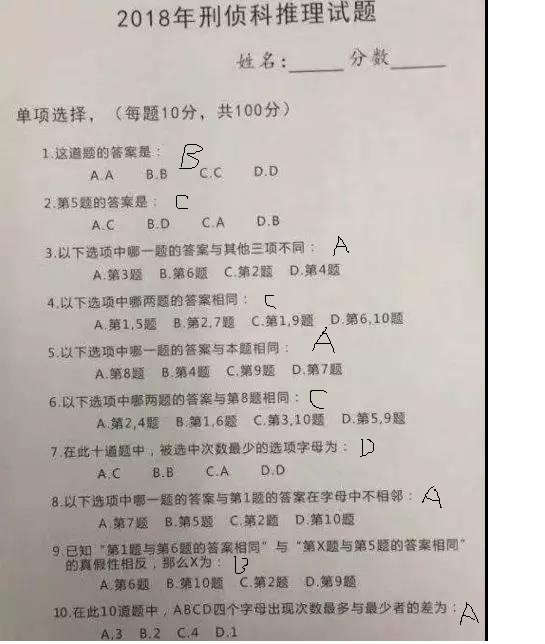 2018年刑侦科推理试题
姓名:_____ 分数_____
单项选择，（每题10分，共100分）
1.这道题的答案是： B
A.A B.B C.C D.D
2.第5题的答案是： C
A.C B.D C.A D.B
3.以下选项中哪一题的答案与其他三项不同： A
A.第3题 B.第6题 C.第2题 D.第4题
4.以下选项中哪两题的答案相同： C
A.第1,5题 B.第2,7题 C.第1,9题 D.第6,10题
5.以下选项中哪一题的答案与本题相同： A
A.第8题 B.第4题 C.第9题 D.第7题
6.以下选项中哪两题的答案与第8题相同： C
A.第2,4题 B.第1,6题 C.第3,10题 D.第5,9题
7.在此十道题中，被选中次数最少的选项字母为： D
A.C B.B C.A D.D
8.以下选项中哪一题的答案与第1题的答案在字母中不相邻： A
A.第7题 B.第5题 C.第2题 D.第10题
9.已知“第1题与第6题的答案相同”与“第X题与第5题的答案相同”
的真假性相反，那么X为： B
A.第6题 B.第10题 C.第2题 D.第9题
10.在此10道题中，ABCD四个字母出现次数最多与最少者的差为： A
A,3 B.2 C.4 D.1